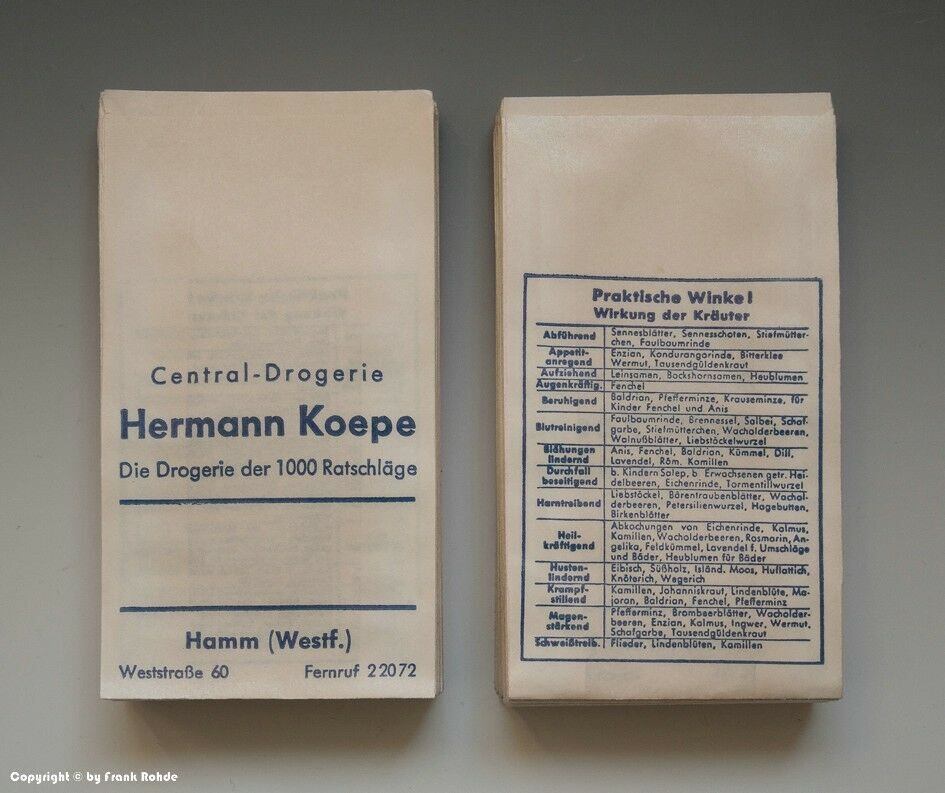 Central-Drogerie
Hermann Koepe
Die Drogerie der 1000 Ratschläge
Hamm (Westf.)
Weststraße 60 Fernruf 22072
Praktische Winke!
Wirkung der Kräuter
Abführend Sennesblätter, Sennesschoten, Stiefmütter-
chen, Faulbaumrinde
Appetit-
anregend
Enzian, Kondurangorinde, Bitterklee
Wermut, Tausendgüldenkraut
Aufziehend Leinsamen, Bockshornsamen, Heublumen
Augenkräftig. Fenchel
Beruhigend Baldrian, Pfefferminze, Krauseminze, für
Kinder Fenchel und Anis
Blutreinigend Faulbaumrinde, Brennessel, Salbei, Schaf-
garbe, Stiefmütterchen, Wacholderbeeren,
Walnußblätter, Liebstöckelwurzel
Blähungen
lindernd
Anis, Fenchel, Baldrian, Kümmel, Dill,
Lavendel, Röm. Kamillen
Durchfall
beseitigend
b. Kindern Salep, b. Erwachsenen getr. Hei-
delbeeren, Eichenrinde, Tormentillwurzel
Harntreibend Liebstöckel, Bärentraubenblätter, Wachol-
derbeeren, Petersilienwurzel, Hagebutten,
Birkenblätter
Heil-
kräftigend
Abkochungen von Eichenrinde, Kalmus,
Kamillen, Wacholderbeeren, Rosmarin, An-
gelika, Feldkümmel, Lavendel f. Umschläge
und Bäder, Heublumen für Bäder
Husten-
lindernd
Eibisch, Süßholz, Isländ. Moos, Huflattich,
Knöterich, Wegerich
Krampf-
stillend
Kamillen, Johanniskraut, Lindenblüte, Ma-
joran, Baldrian, Fenchel, Pfefferminz
Magen-
stärkend
Pfefferminz, Brombeerblätter, Wacholder-
beeren, Enzian, Kalmus, Ingwer, Wermut,
Schafgarbe, Tausendgüldenkraut
Schweißtreib. Flieder, Lindenblüten, Kamillen
Copyright © by Frank Rohde